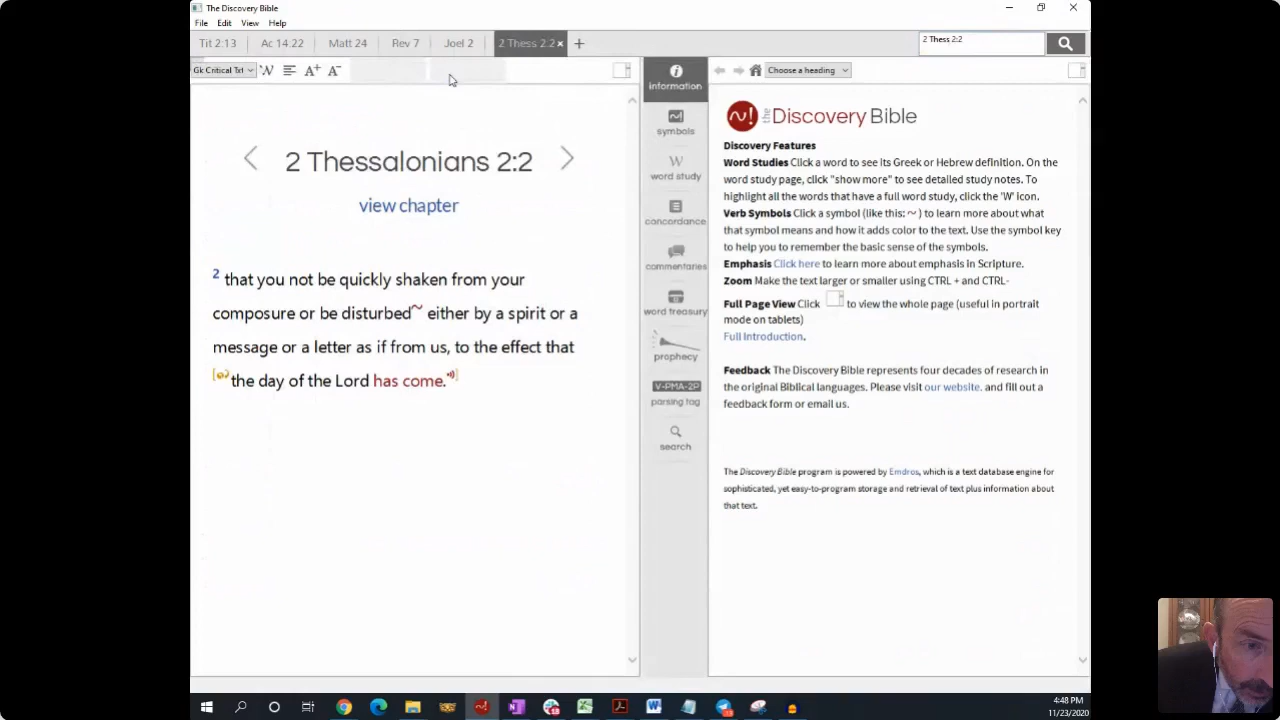 The Discovery Bible
File Edit View Help
Tit 2:13 Ac 14.22 Matt 24 Rev 7 Joel 2 2 Thess 2:2 × +
2 Thess 2:2
Gk Critical Txt W A+ A-
information
Choose a heading
symbols
W
word study
concordance
commentaries
word treasury
prophecy
V-PMA-2P
parsing tag
search
2 Thessalonians 2:2
view chapter
2 that you not be quickly shaken from your
composure or be disturbed~ either by a spirit or a
message or a letter as if from us, to the effect that
the day of the Lord has come.
the Discovery Bible
Discovery Features
Word Studies Click a word to see its Greek or Hebrew definition. On the
word study page, click "show more" to see detailed study notes. To
highlight all the words that have a full word study, click the 'W' icon.
Verb Symbols Click a symbol (like this: ~ ) to learn more about what
that symbol means and how it adds color to the text. Use the symbol key
to help you to remember the basic sense of the symbols.
Emphasis Click here to learn more about emphasis in Scripture.
Zoom Make the text larger or smaller using CTRL + and CTRL-
Full Page View Click to view the whole page (useful in portrait
mode on tablets)
Full Introduction.
Feedback The Discovery Bible represents four decades of research in
the original Biblical languages. Please visit our website. and fill out a
feedback form or email us.
The Discovery Bible program is powered by Emdros, which is a text database engine for
sophisticated, yet easy-to-program storage and retrieval of text plus information about
that text.
4:48 PM
11/23/2020